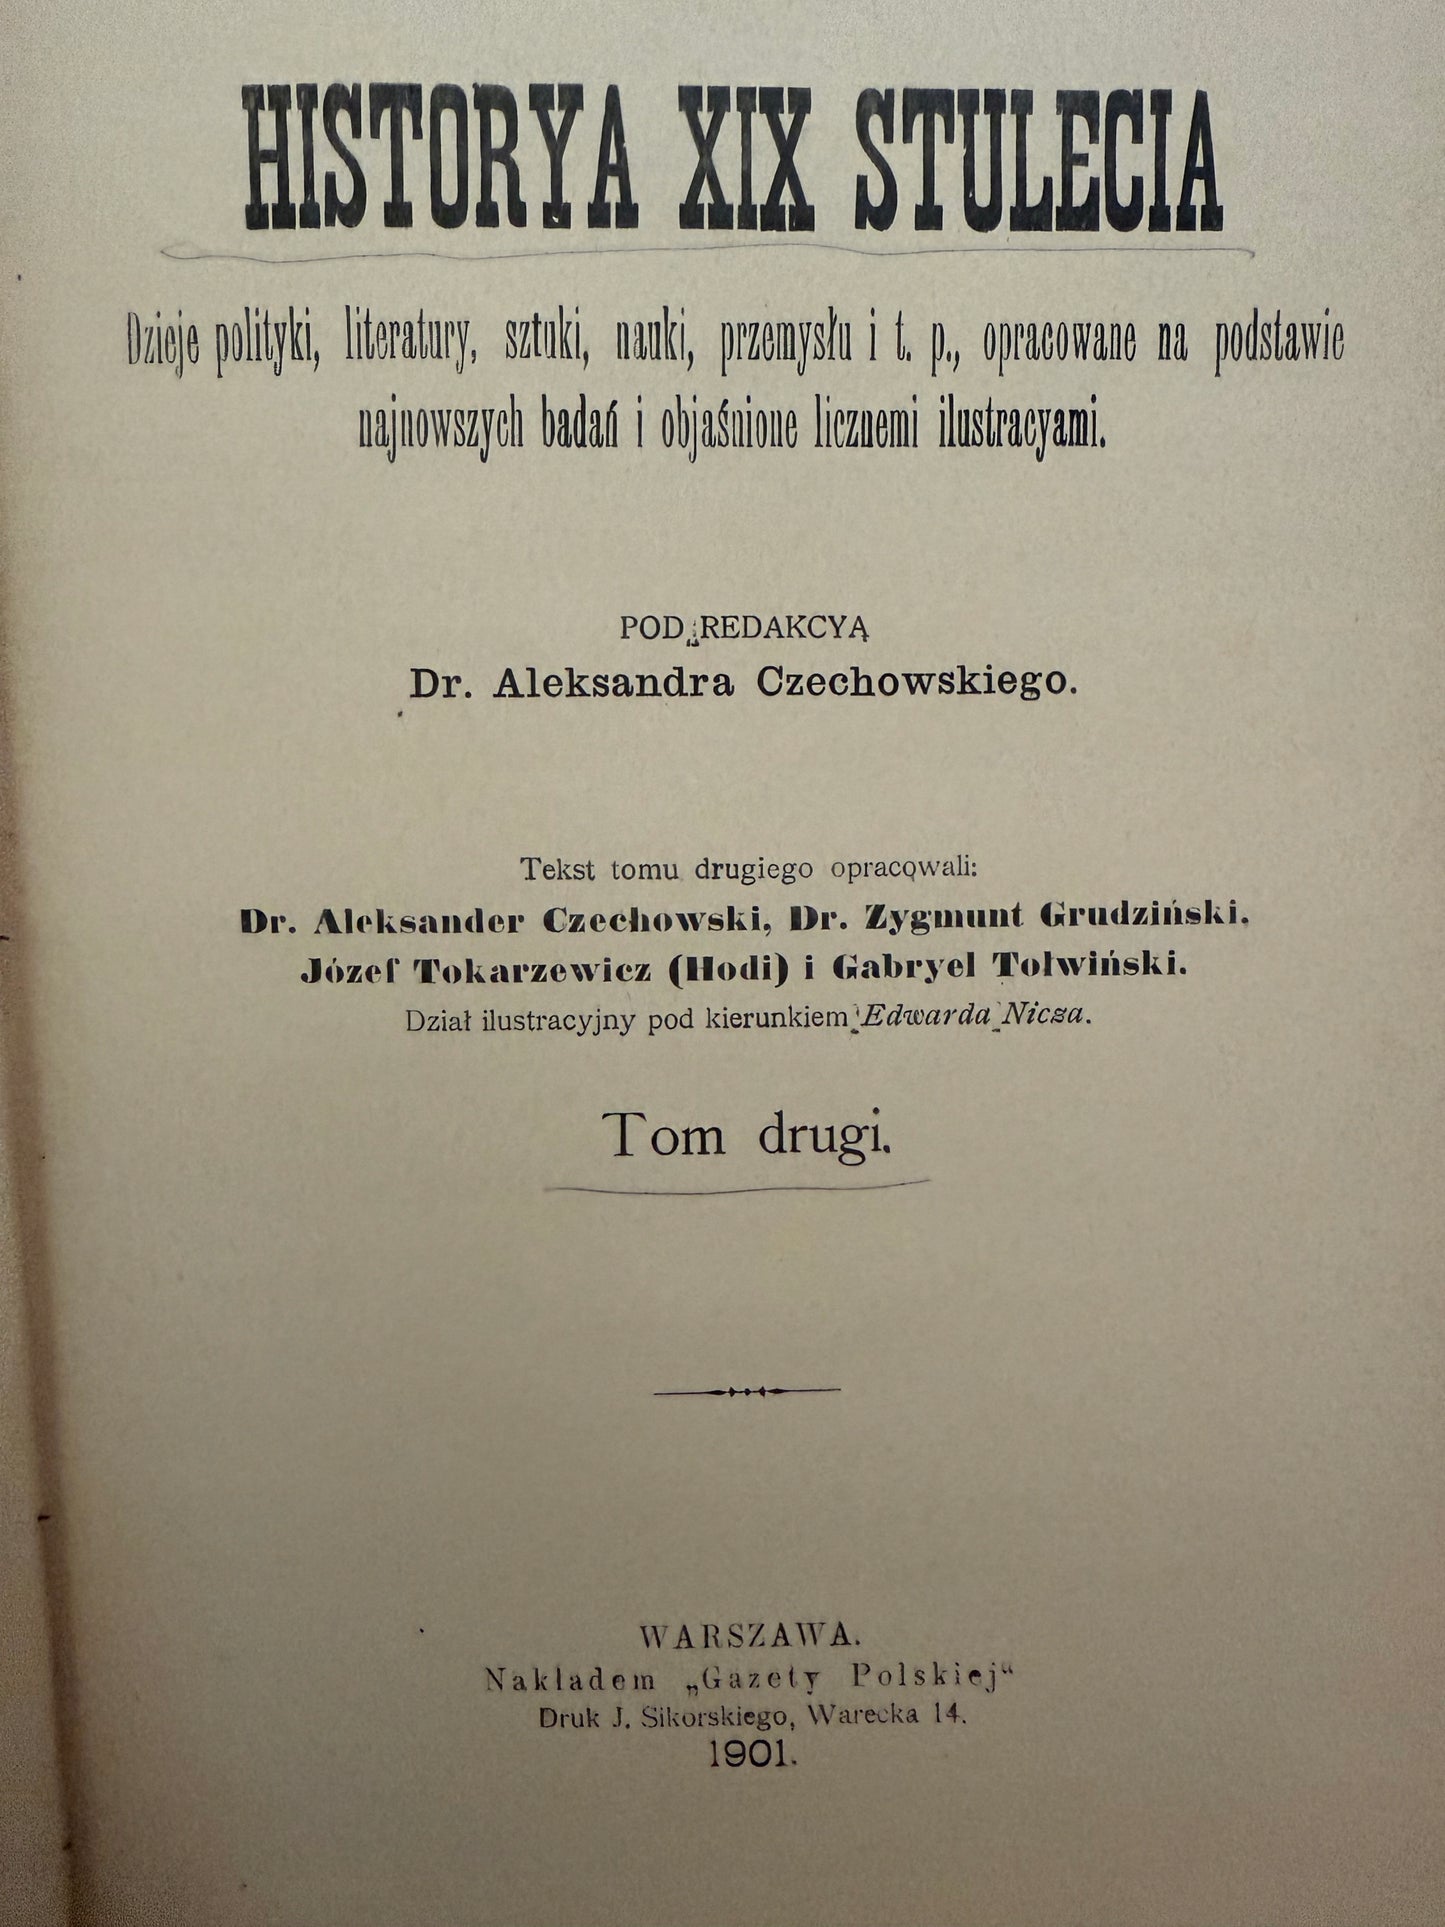 HISTORYA XIX STULECIA
Dzieje polityki, literatury, sztuki, nauki, przemysłu i t. p., opracowane na podstawie
najnowszych badań i objaśnione licznemi ilustracyami.
POD REDAKCYĄ
Dr. Aleksandra Czechowskiego.
Tekst tomu drugiego opracowali:
Dr. Aleksander Czechowski, Dr. Zygmunt Grudziński.
Józef Tokarzewicz (Hodi) i Gabryel Tołwiński.
Dział ilustracyjny pod kierunkiem Edwarda Nicza.
Tom drugi.
WARSZAWA.
Nakładem „Gazety Polskiej“
Druk J. Sikorskiego, Warecka 14.
1901.